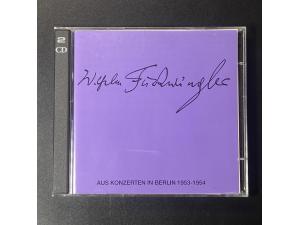 2
CD
Wilhelm Furtwängler
AUS KONZERTEN IN BERLIN 1953-1954